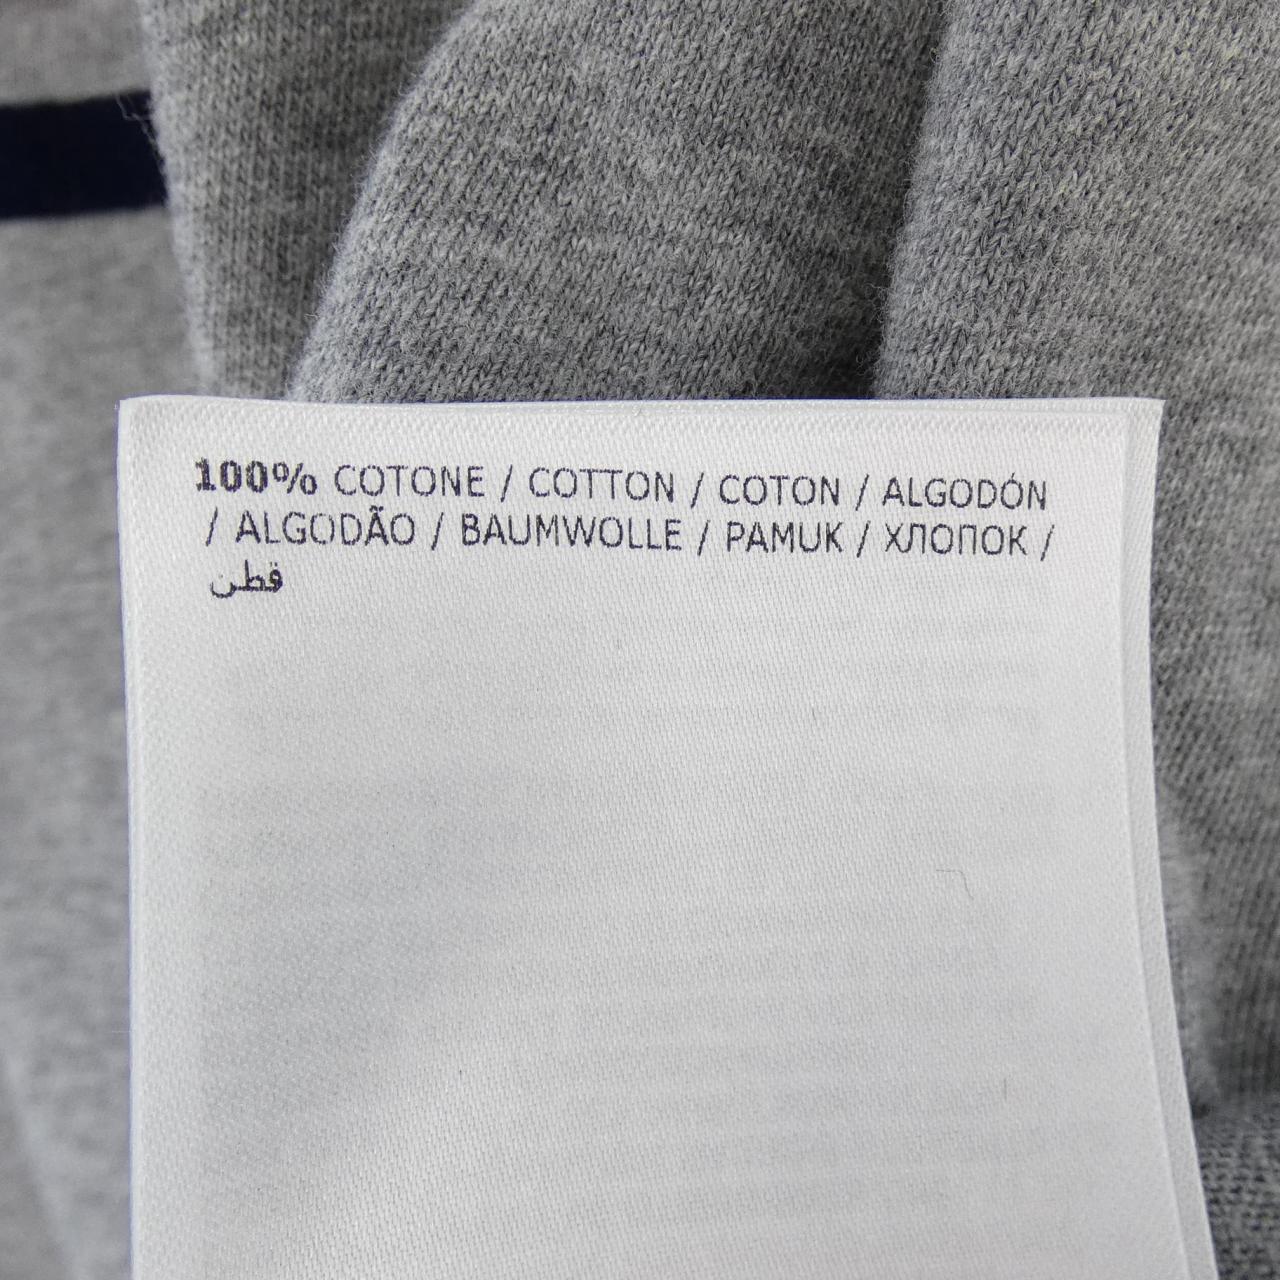 100% COTONE / COTTON / COTON / ALGODÓN
/ ALGODÃO / BAUMWOLLE / PAMUK / ХЛОПОК /
قطن